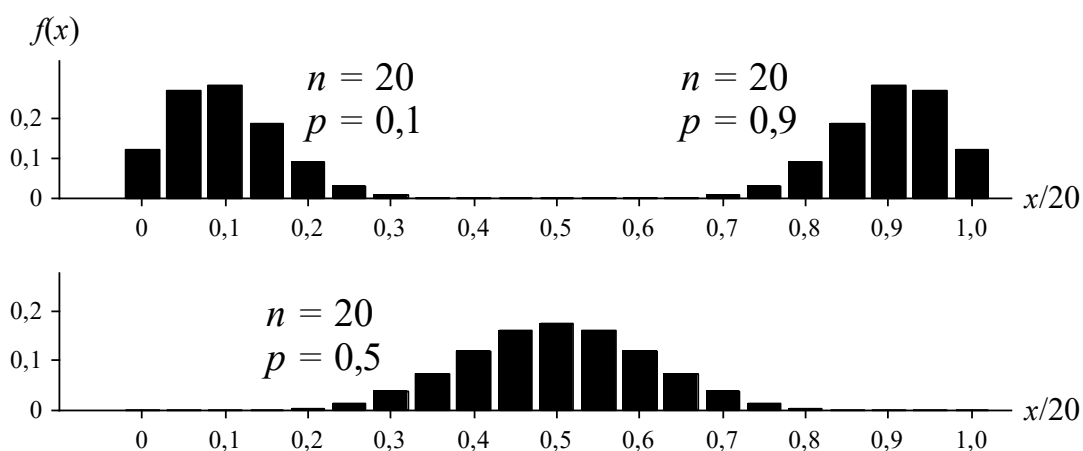 f(x)
n = 20
p = 0,1
n = 20
p = 0,9
0,2
0,1
0
x/20
0 0,1 0,2 0,3 0,4 0,5 0,6 0,7 0,8 0,9 1,0
n = 20
p = 0,5
0,2
0,1
0
x/20
0 0,1 0,2 0,3 0,4 0,5 0,6 0,7 0,8 0,9 1,0